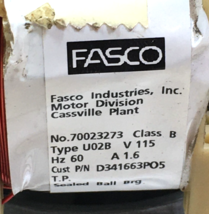 FASCO
Fasco Industries, Inc.
Motor Division
Cassville Plant
No.70023273 Class B
Type U02B V 115
Hz 60 A 1.6
Cust P/N D341663P05
T.P.
Sealed Ball Brg